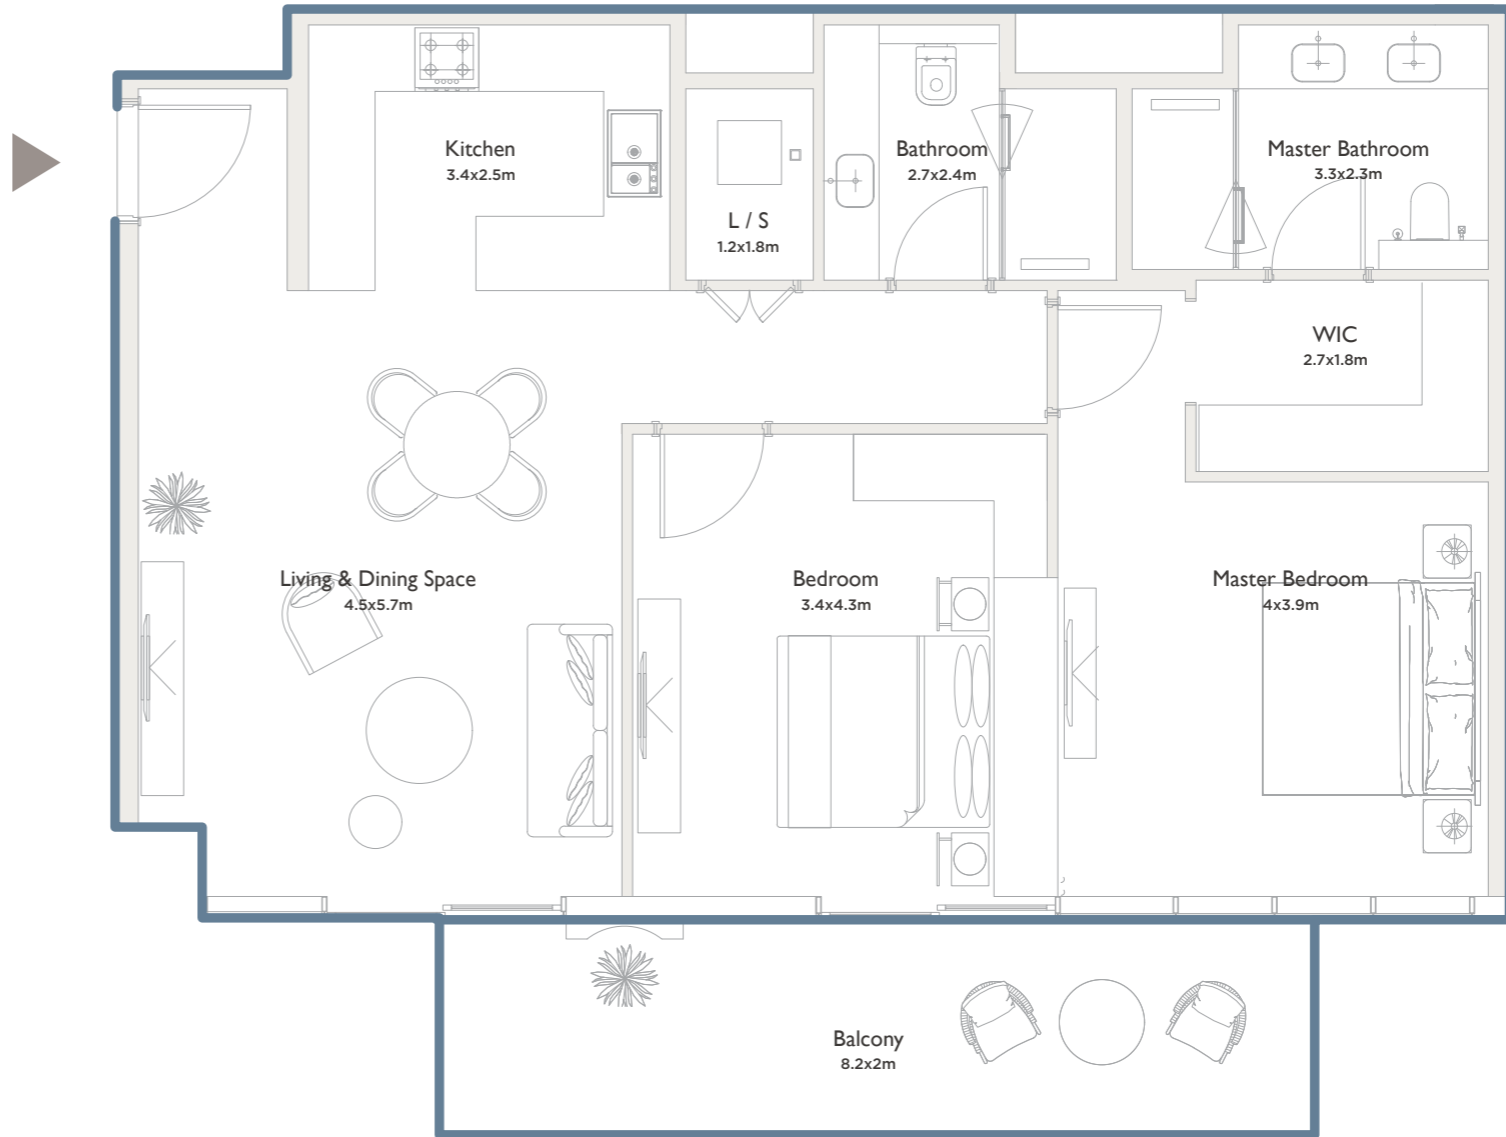 Kitchen
3.4x2.5m
L / S
1.2x1.8m
Bathroom
2.7x2.4m
Master Bathroom
3.3x2.3m
WIC
2.7x1.8m
Living & Dining Space
4.5x5.7m
Bedroom
3.4x4.3m
Master Bedroom
4x3.9m
Balcony
8.2x2m